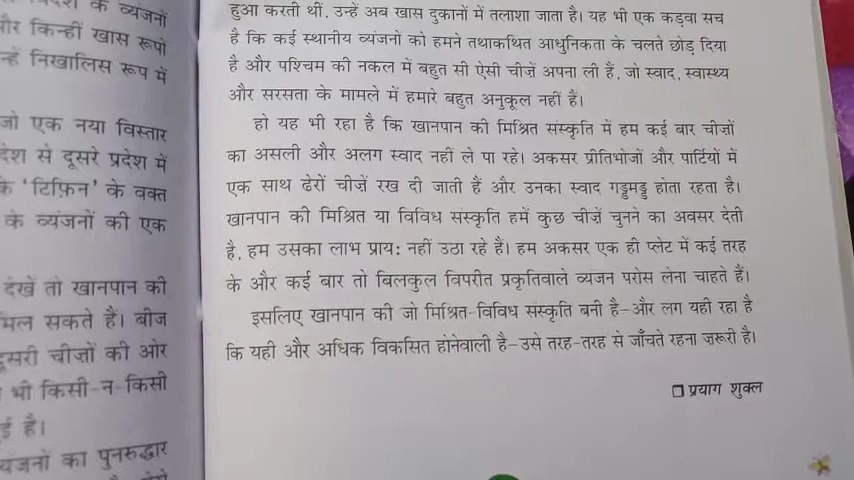 के व्यंजनों
और किन्हीं खास रूपों
निखालिस रूप में
जो एक नया विस्तार
से दूसरे प्रदेश में
के 'टिफ़िन' के वक्त
के व्यंजनों की एक
देखें तो खानपान की
मिल सकते हैं। बीज
दूसरी चीज़ों की ओर
भी किसी-न-किसी
है।
व्यंजनों का पुनरुद्धार
हुआ करती थीं, उन्हें अब खास दुकानों में तलाशा जाता है। यह भी एक कड़वा सच
है कि कई स्थानीय व्यंजनों को हमने तथाकथित आधुनिकता के चलते छोड़ दिया
है और पश्चिम की नकल में बहुत सी ऐसी चीज़ें अपना ली हैं, जो स्वाद, स्वास्थ्य
और सरसता के मामले में हमारे बहुत अनुकूल नहीं हैं।
हो यह भी रहा है कि खानपान की मिश्रित संस्कृति में हम कई बार चीज़ों
का असली और अलग स्वाद नहीं ले पा रहे। अकसर प्रीतिभोजों और पार्टियों में
एक साथ ढेरों चीज़ें रख दी जाती हैं और उनका स्वाद गड्डमड्ड होता रहता है।
खानपान की मिश्रित या विविध संस्कृति हमें कुछ चीज़ें चुनने का अवसर देती
है, हम उसका लाभ प्राय: नहीं उठा रहे हैं। हम अकसर एक ही प्लेट में कई तरह
के और कई बार तो बिलकुल विपरीत प्रकृतिवाले व्यंजन परोस लेना चाहते हैं।
इसलिए खानपान की जो मिश्रित-विविध संस्कृति बनी है–और लग यही रहा है
कि यही और अधिक विकसित होनेवाली है–उसे तरह-तरह से जाँचते रहना ज़रूरी है।
□ प्रयाग शुक्ल